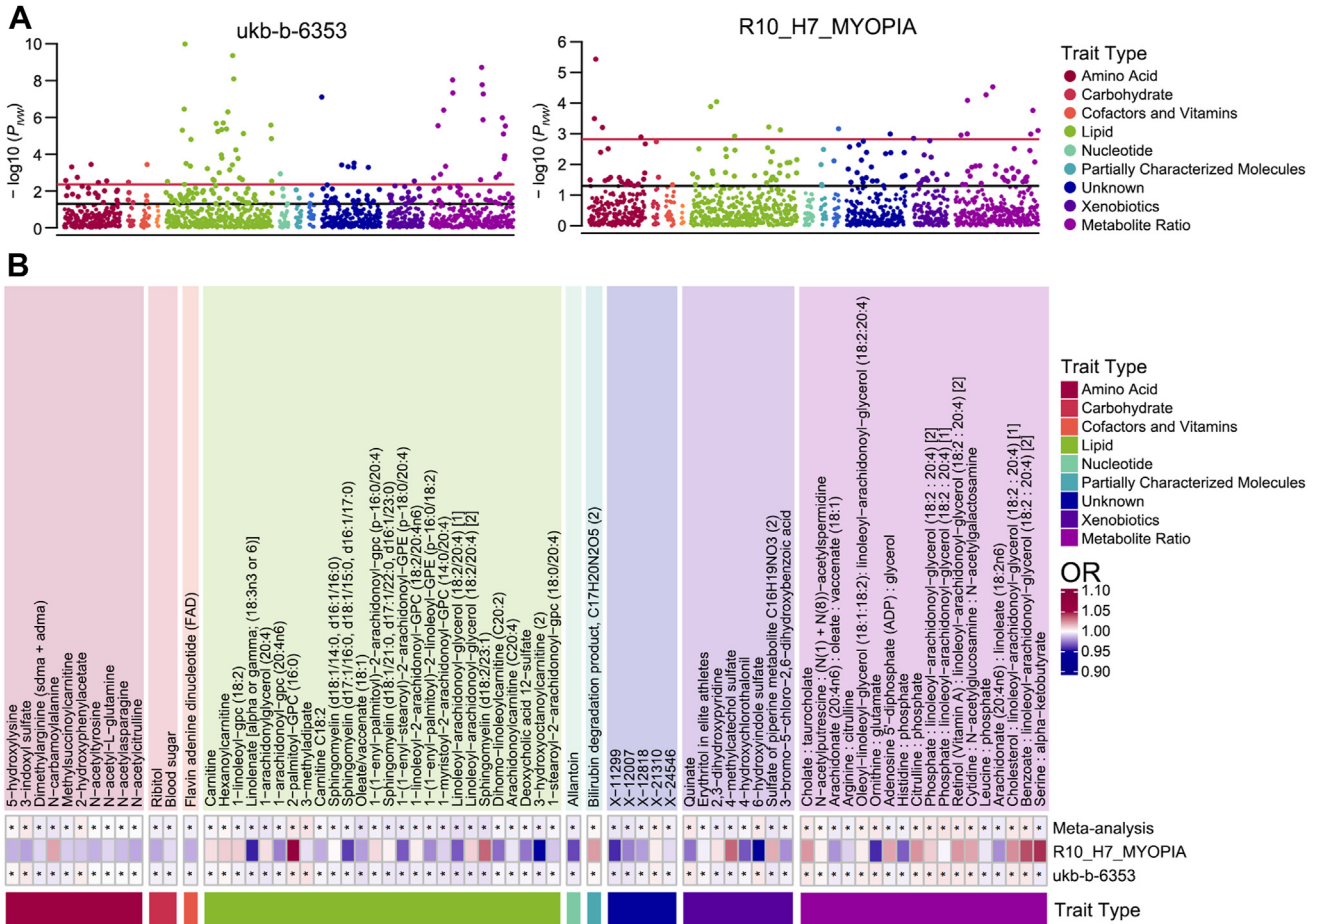 A
ukb-b-6353
R10_H7_MYOPIA
− log10 (P_IVW)
10
8
6
4
2
0
− log10 (P_IVW)
6
5
4
3
2
1
0
Trait Type
Amino Acid
Carbohydrate
Cofactors and Vitamins
Lipid
Nucleotide
Partially Characterized Molecules
Unknown
Xenobiotics
Metabolite Ratio
B
5−hydroxylysine
3−indoxyl sulfate
Dimethylarginine (sdma + adma)
N−carbamoylalanine
Methylsuccinoylcarnitine
2−hydroxyphenylacetate
N−acetyltyrosine
N−acetyl−L−glutamine
N−acetylasparagine
N−acetylcitrulline
Ribitol
Blood sugar
Flavin adenine dinucleotide (FAD)
Carnitine
Hexanoylcarnitine
1−linoleoyl−gpc (18:2)
Linolenate [alpha or gamma; (18:3n3 or 6)]
1−arachidonylglycerol (20:4)
1−arachidonoyl−gpc (20:4n6)
2−palmitoyl−GPC (16:0)
3−methyladipate
Carnitine C18:2
Sphingomyelin (d18:1/14:0, d16:1/16:0)
Sphingomyelin (d17:1/16:0, d18:1/15:0, d16:1/17:0)
Oleate/vaccenate (18:1)
Sphingomyelin (d18:1/21:0, d17:1/22:0, d16:1/23:0)
1−(1−enyl−palmitoyl)−2−arachidonoyl−gpc (p−16:0/20:4)
1−linoleoyl−2−arachidonoyl−GPC (18:2/20:4n6)
1−(1−enyl−stearoyl)−2−arachidonoyl−GPE (p−18:0/20:4)
1−(1−enyl−palmitoyl)−2−linoleoyl−GPE (p−16:0/18:2)
1−myristoyl−2−arachidonoyl−GPC (14:0/20:4)
Linoleoyl−arachidonoyl−glycerol (18:2/20:4) [1]
Linoleoyl−arachidonoyl−glycerol (18:2/20:4) [2]
Sphingomyelin (d18:2/23:1)
Dihomo−linoleoylcarnitine (C20:2)
Arachidonoylcarnitine (C20:4)
Deoxycholic acid 12−sulfate
3−hydroxyoctanoylcarnitine (2)
1−stearoyl−2−arachidonoyl−gpc (18:0/20:4)
Allantoin
Bilirubin degradation product, C17H20N2O5 (2)
X−11299
X−12007
X−12818
X−21310
X−24546
Quinate
Erythritol in elite athletes
2,3−dihydroxypyridine
4−methylcatechol sulfate
4−hydroxychlorothalonil
6−hydroxyindole sulfate
Sulfate of piperine metabolite C16H19NO3 (2)
3−bromo−5−chloro−2,6−dihydroxybenzoic acid
Cholate : taurocholate
N−acetylputrescine : (N(1) + N(8))−acetylspermidine
Arachidonate (20:4n6) : oleate : vaccenate (18:1)
Arginine : citrulline
Oleoyl−linoleoyl−glycerol (18:1:18:2): linoleoyl−arachidonoyl−glycerol (18:2:20:4)
Ornithine : glutamate
Adenosine 5'−diphosphate (ADP) : glycerol
Histidine : phosphate
Citrulline : phosphate
Phosphate : linoleoyl−arachidonoyl−glycerol (18:2 : 20:4) [2]
Phosphate : linoleoyl−arachidonoyl−glycerol (18:2 : 20:4) [1]
Retinol (Vitamin A) : linoleoyl−arachidonoyl−glycerol (18:2 : 20:4) [2]
Cytidine : N−acetylglucosamine : N−acetylgalactosamine
Leucine : phosphate
Arachidonate (20:4n6) : linoleate (18:2n6)
Cholesterol : linoleoyl−arachidonoyl−glycerol (18:2 : 20:4) [1]
Benzoate : linoleoyl−arachidonoyl−glycerol (18:2 : 20:4) [2]
Serine : alpha−ketobutyrate
Trait Type
Amino Acid
Carbohydrate
Cofactors and Vitamins
Lipid
Nucleotide
Partially Characterized Molecules
Unknown
Xenobiotics
Metabolite Ratio
OR
1.10
1.05
1.00
0.95
0.90
Meta−analysis
R10_H7_MYOPIA
ukb−b−6353
Trait Type